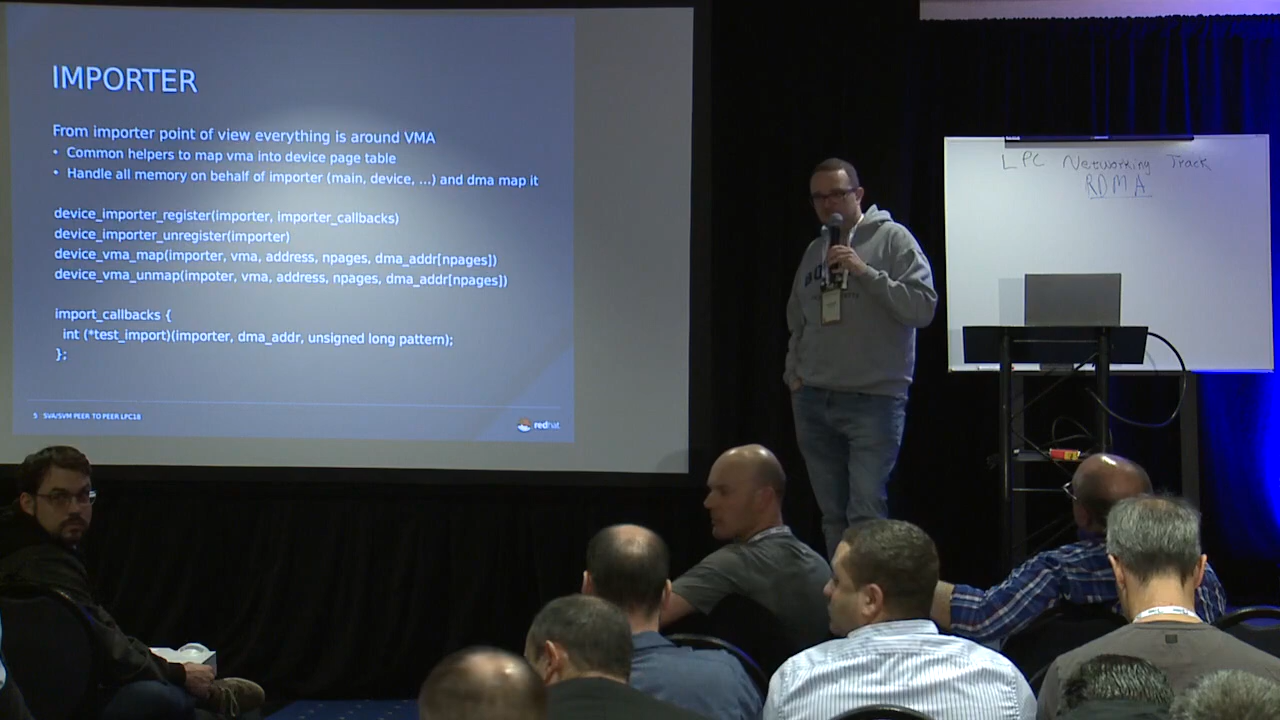 IMPORTER
From importer point of view everything is around VMA
• Common helpers to map vma into device page table
• Handle all memory on behalf of importer (main, device, ...) and dma map it
device_importer_register(importer, importer_callbacks)
device_importer_unregister(importer)
device_vma_map(importer, vma, address, npages, dma_addr[npages])
device_vma_unmap(impoter, vma, address, npages, dma_addr[npages])
import_callbacks {
int (*test_import)(importer, dma_addr, unsigned long pattern);
};
5 SVA/SVM PEER TO PEER LPC18
redhat
LPC Networking Track
RDMA